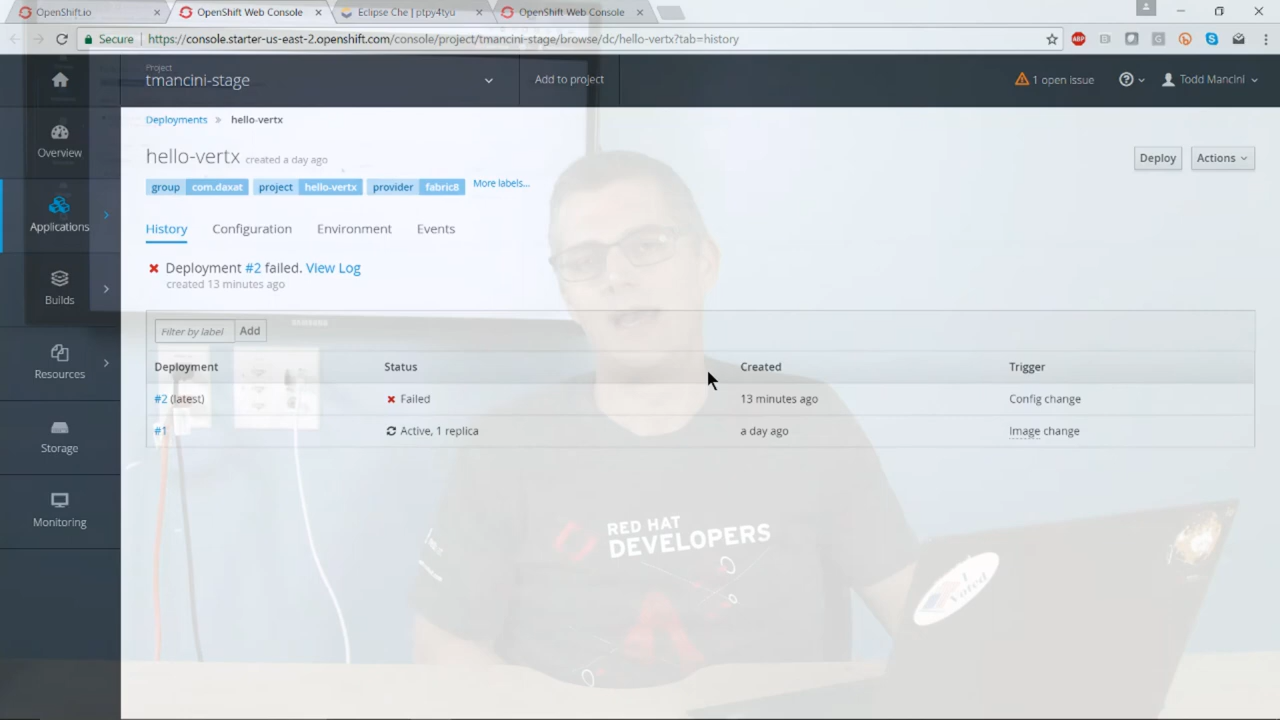 OpenShift.io
OpenShift Web Console
Eclipse Che | ptpy4tyu
OpenShift Web Console
Secure
https://console.starter-us-east-2.openshift.com/console/project/tmancini-stage/browse/dc/hello-vertx?tab=history
ABP
Project
tmancini-stage
Add to project
1 open issue
Todd Mancini
Overview
Applications
Builds
Resources
Storage
Monitoring
Deployments » hello-vertx
hello-vertx created a day ago
Deploy
Actions
group com.daxat project hello-vertx provider fabric8 More labels...
History Configuration Environment Events
Deployment #2 failed. View Log
created 13 minutes ago
SAMSUNG
Filter by label Add
Deployment Status Created Trigger
#2 (latest) Failed 13 minutes ago Config change
#1 Active, 1 replica a day ago Image change
RED HAT
DEVELOPERS
I Voted